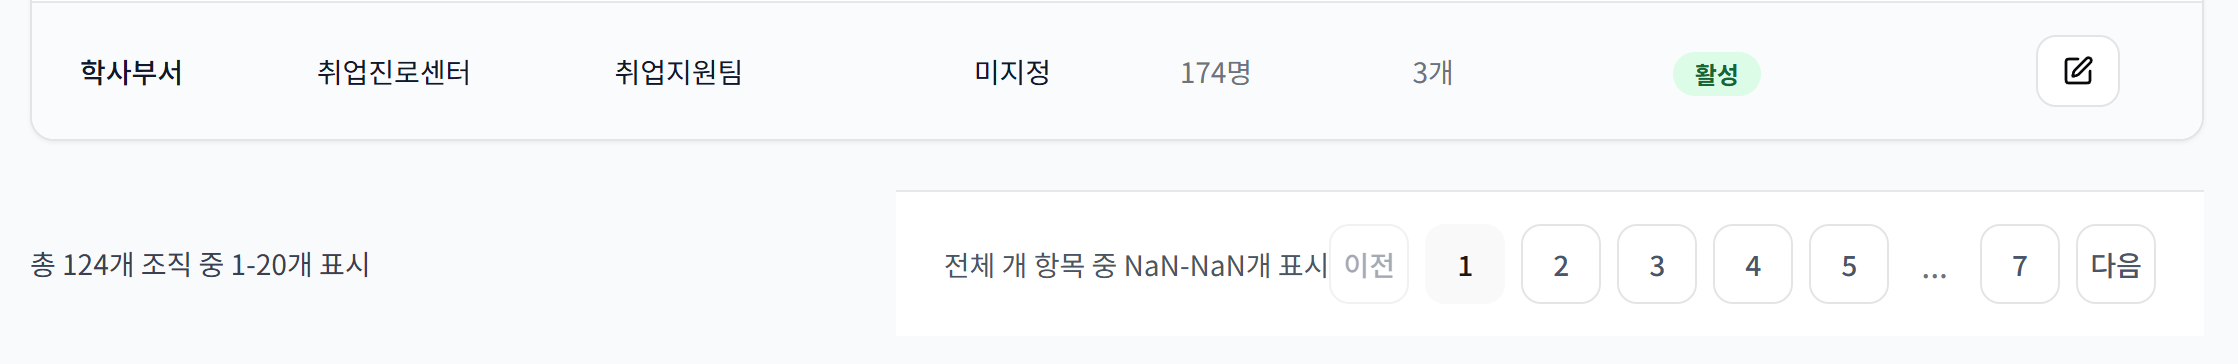 학사부서 취업진로센터 취업지원팀 미지정 174명 3개 활성
총 124개 조직 중 1-20개 표시 전체 개 항목 중 NaN-NaN개 표시 이전 1 2 3 4 5 ... 7 다음